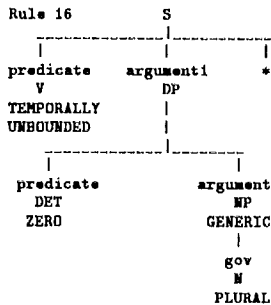 Rule 16 S
predicate argument1 *
V DP
TEMPORALLY
UNBOUNDED
predicate argument
DET NP
ZERO GENERIC
gov
N
PLURAL